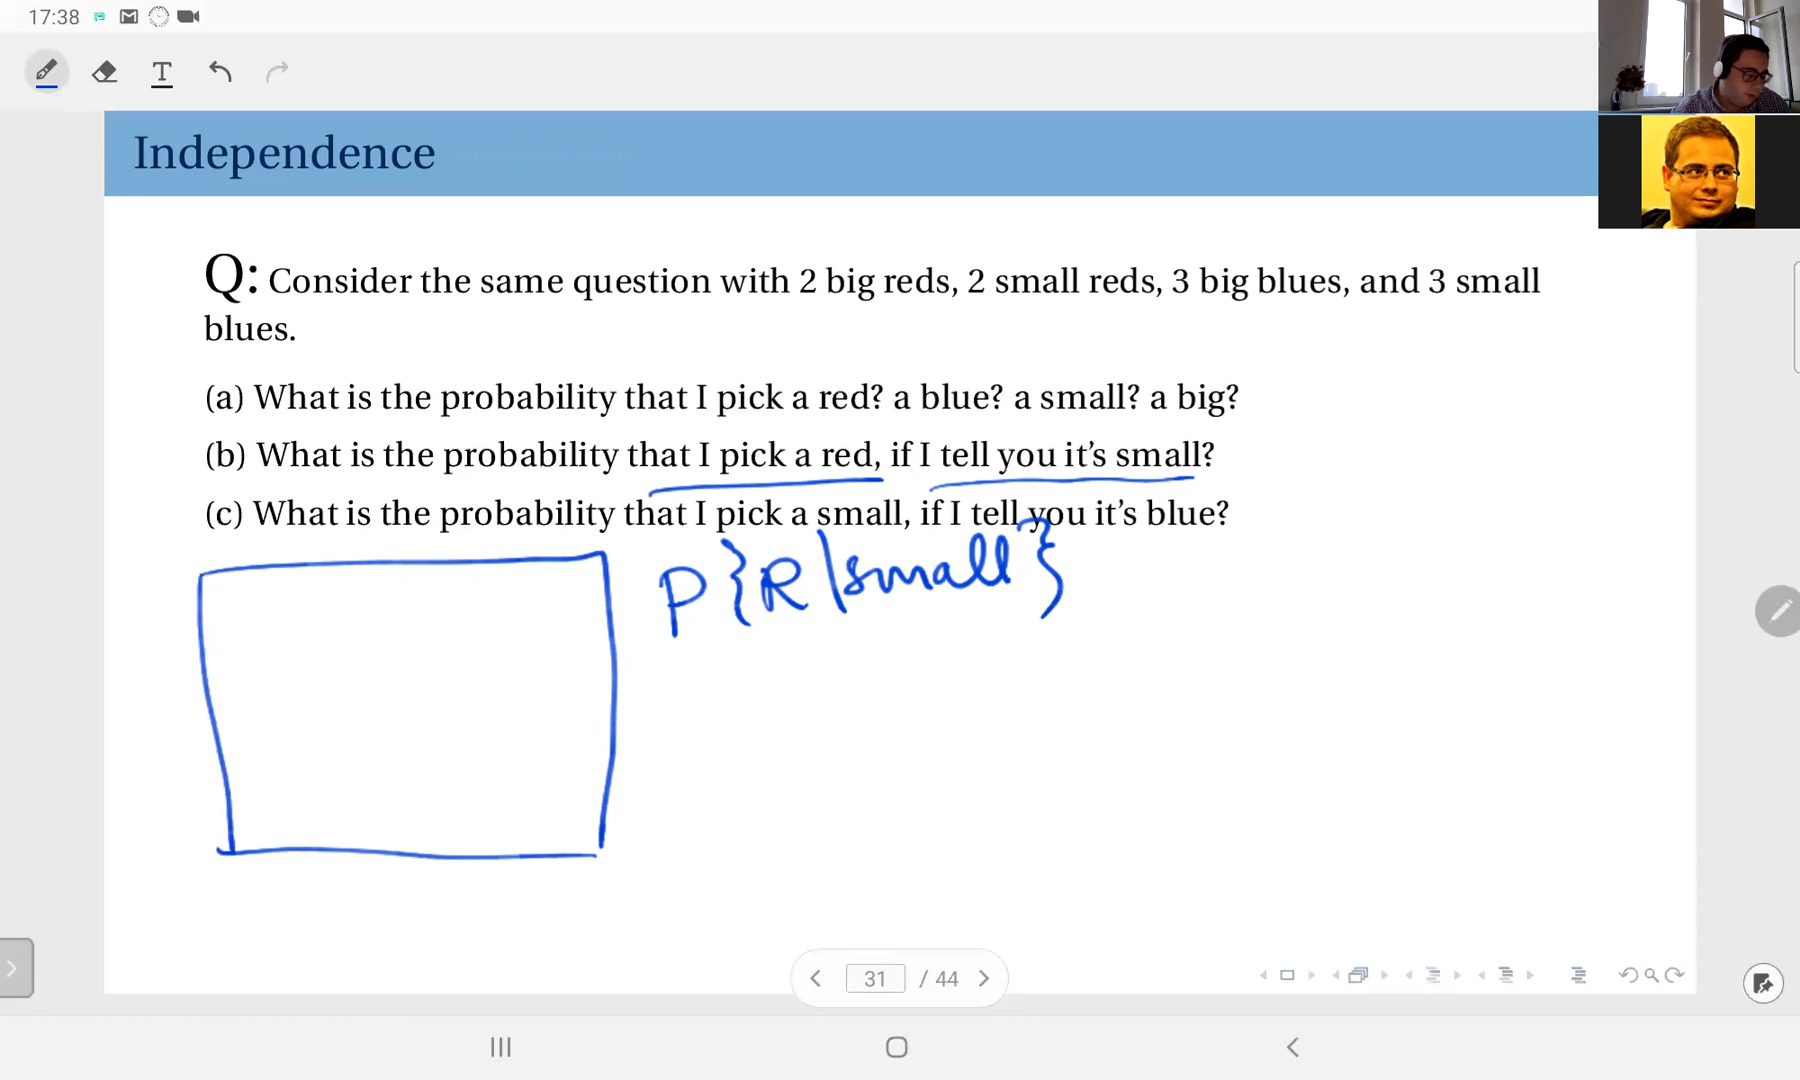 17:38
T
Independence
Q: Consider the same question with 2 big reds, 2 small reds, 3 big blues, and 3 small
blues.
(a) What is the probability that I pick a red? a blue? a small? a big?
(b) What is the probability that I pick a red, if I tell you it's small?
(c) What is the probability that I pick a small, if I tell you it's blue?
P{R|small}
31 / 44